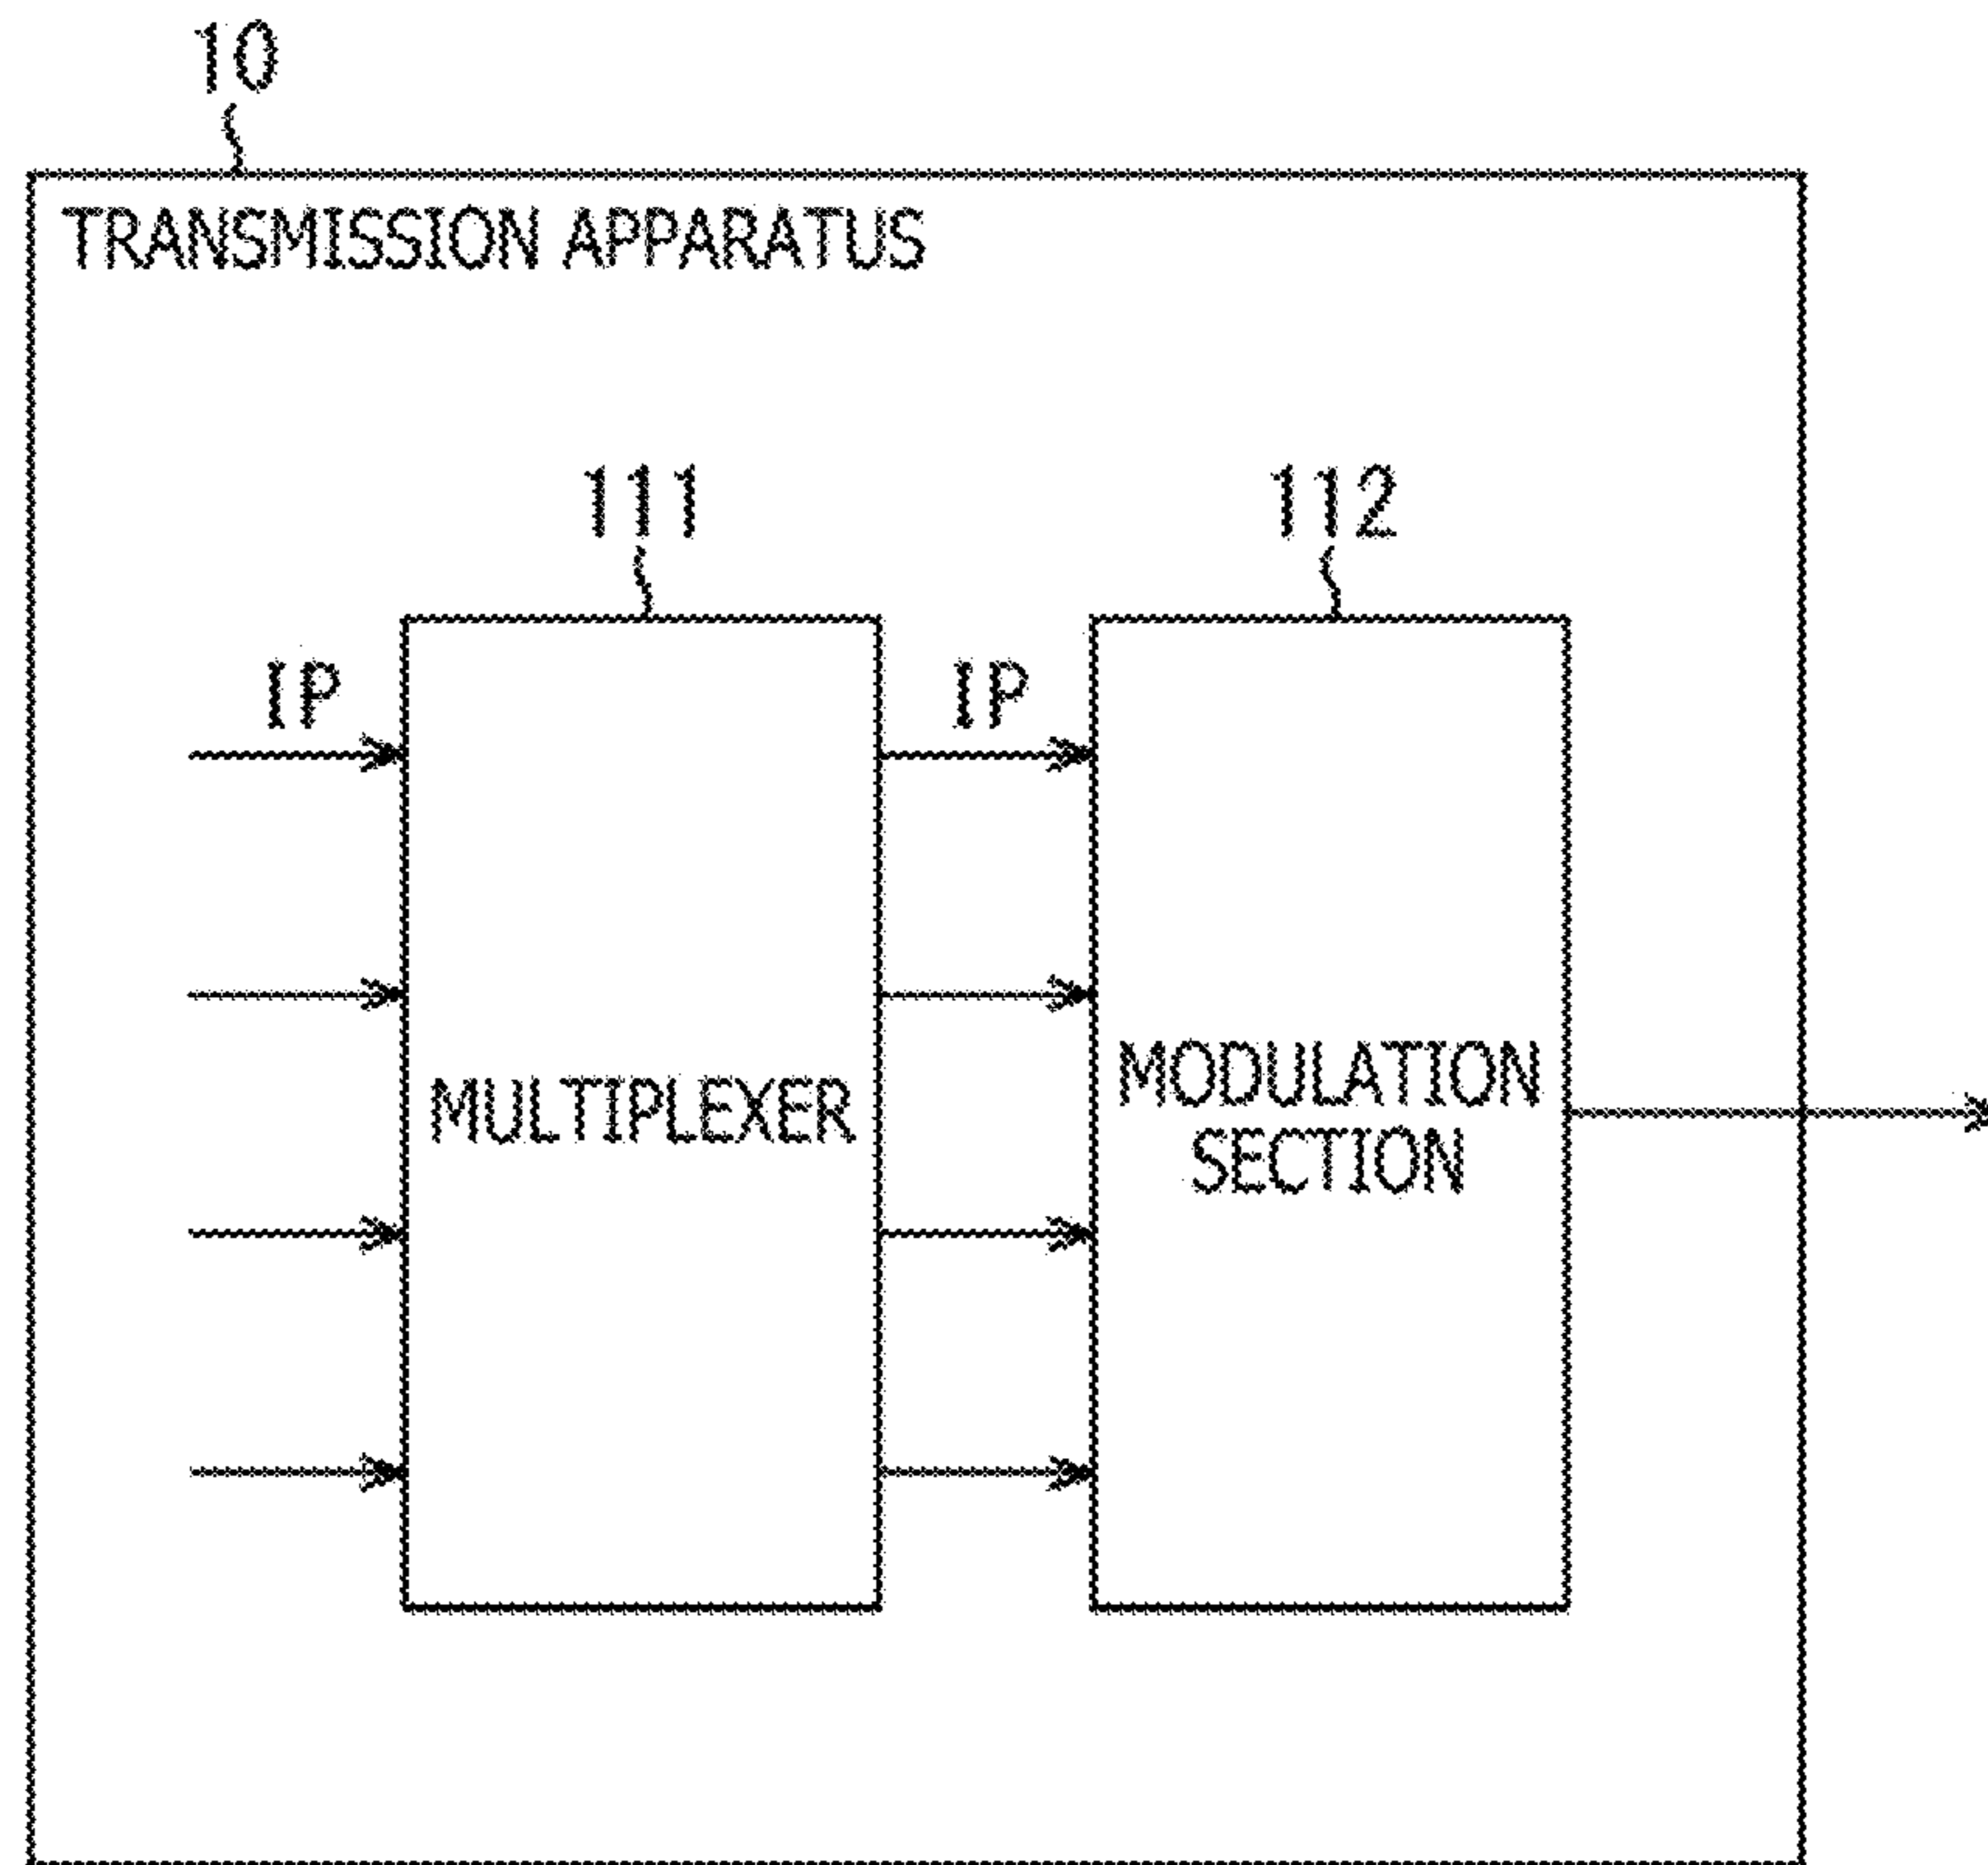 10
TRANSMISSION APPARATUS
111
112
IP
IP
MULTIPLEXER
MODULATION
SECTION